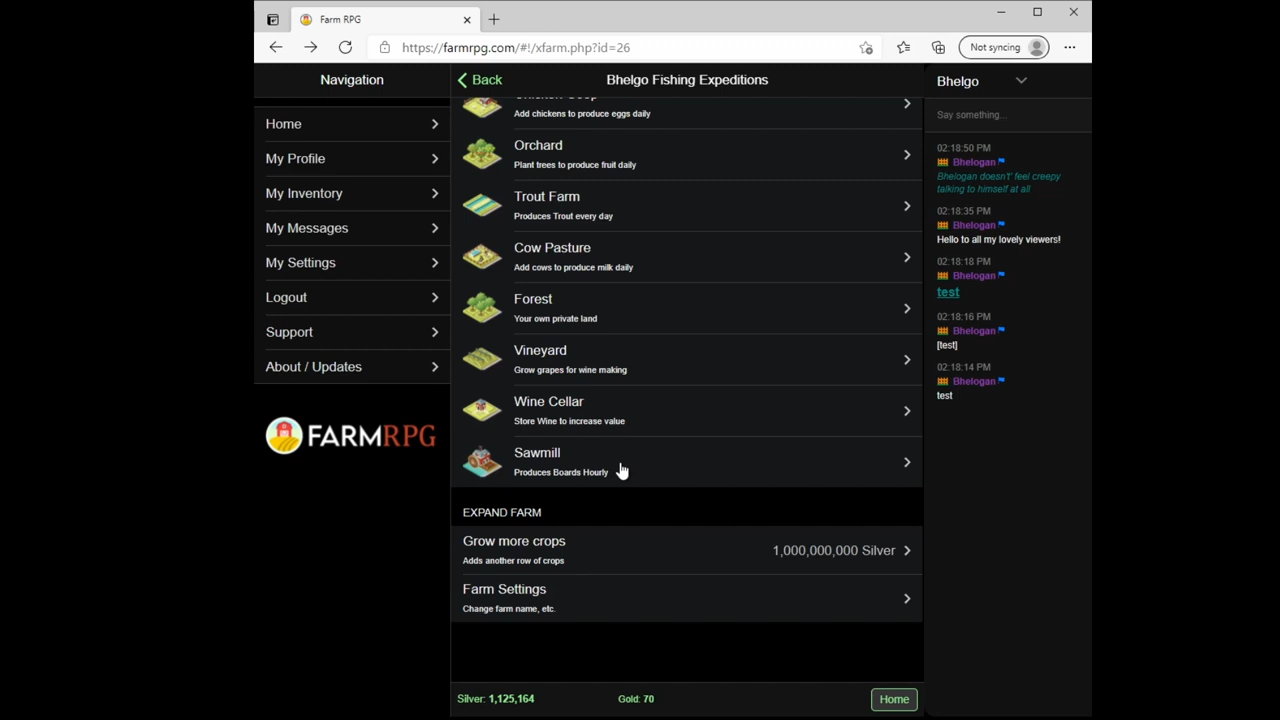 Farm RPG
https://farmrpg.com/#!/xfarm.php?id=26
Not syncing
Navigation
Home
My Profile
My Inventory
My Messages
My Settings
Logout
Support
About / Updates
FARMRPG
Back
Bhelgo Fishing Expeditions
Add chickens to produce eggs daily
Orchard
Plant trees to produce fruit daily
Trout Farm
Produces Trout every day
Cow Pasture
Add cows to produce milk daily
Forest
Your own private land
Vineyard
Grow grapes for wine making
Wine Cellar
Store Wine to increase value
Sawmill
Produces Boards Hourly
EXPAND FARM
Grow more crops
1,000,000,000 Silver
Adds another row of crops
Farm Settings
Change farm name, etc.
Silver: 1,125,164
Gold: 70
Home
Bhelgo
Say something...
02:18:50 PM
Bhelogan
Bhelogan doesn't' feel creepy
talking to himself at all
02:18:35 PM
Bhelogan
Hello to all my lovely viewers!
02:18:18 PM
Bhelogan
test
02:18:16 PM
Bhelogan
[test]
02:18:14 PM
Bhelogan
test